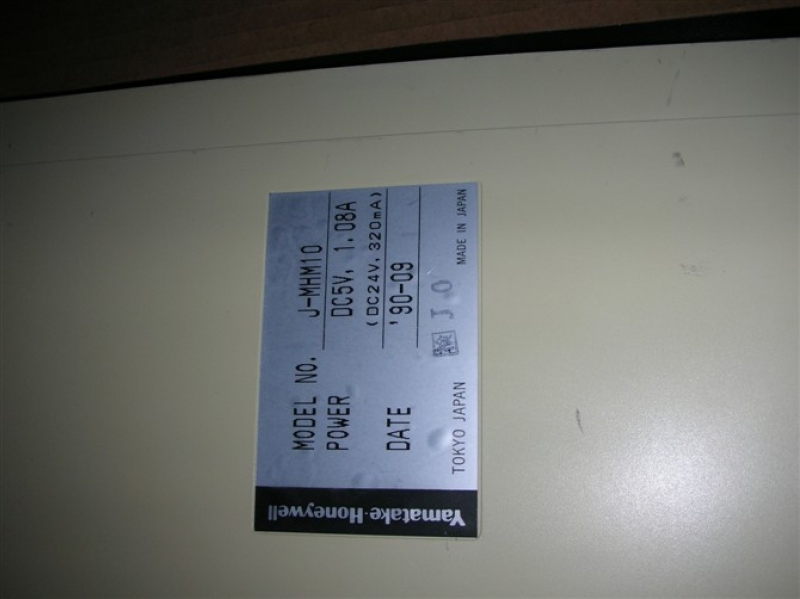 MODEL NO. J-MHM10
POWER DC5V, 1.08A
(DC24V, 320mA)
DATE '90-09
J O
TOKYO JAPAN MADE IN JAPAN
Yamatake·Honeywell